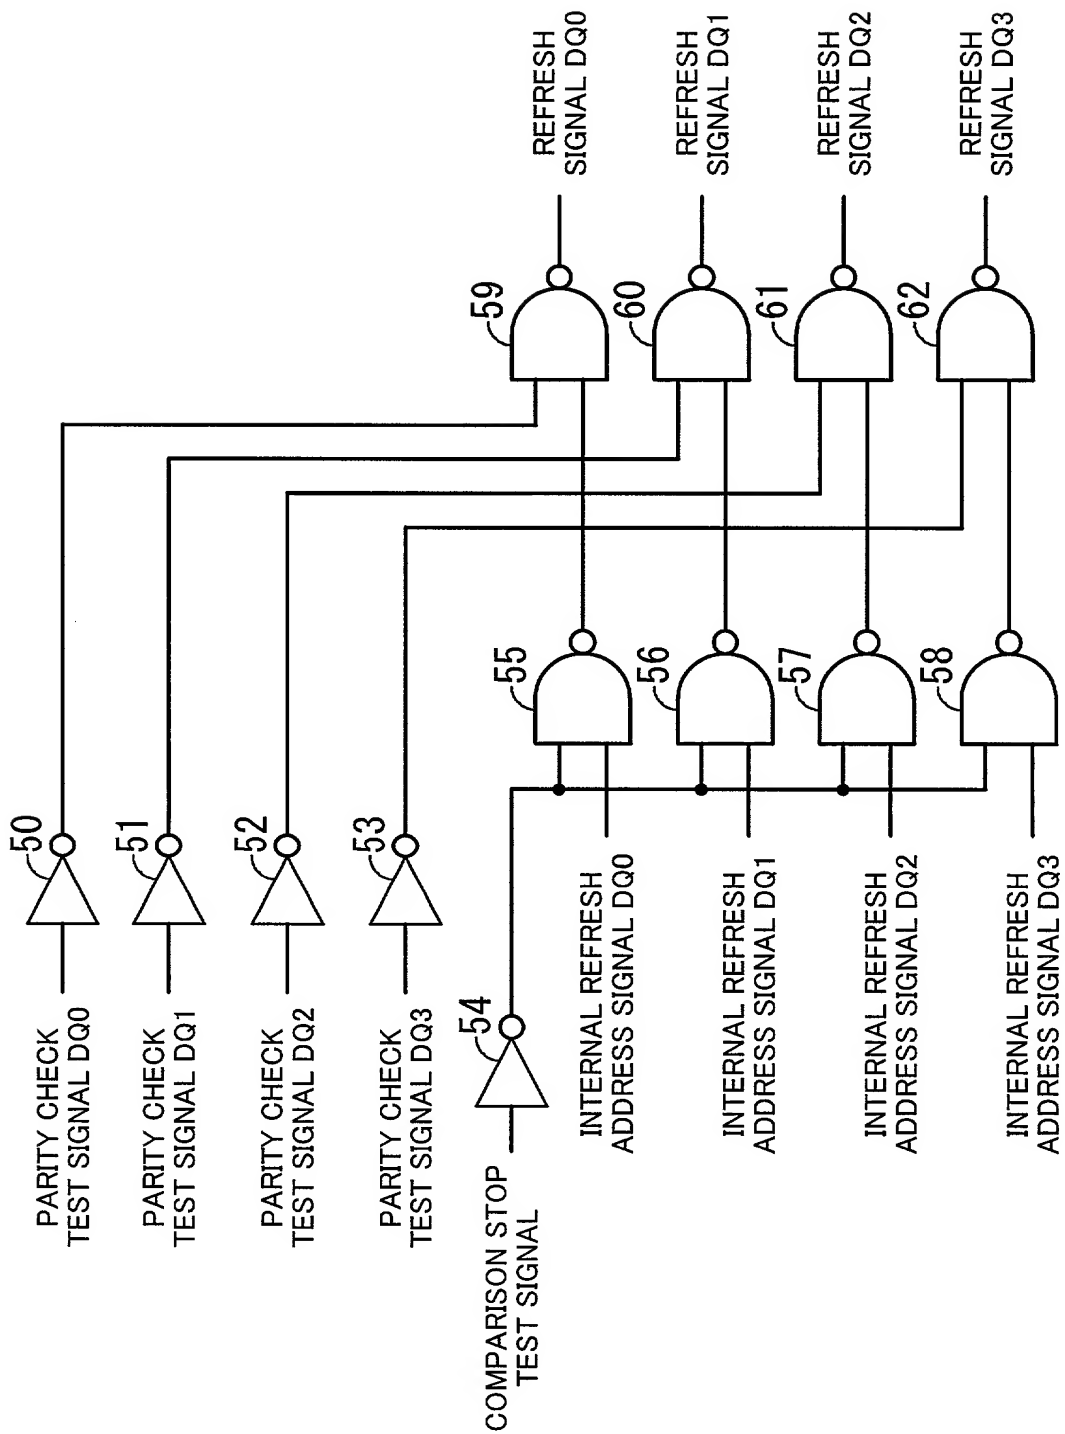 PARITY CHECK
TEST SIGNAL DQ0
50
PARITY CHECK
TEST SIGNAL DQ1
51
PARITY CHECK
TEST SIGNAL DQ2
52
PARITY CHECK
TEST SIGNAL DQ3
53
COMPARISON STOP
TEST SIGNAL
54
INTERNAL REFRESH
ADDRESS SIGNAL DQ0
55
59
REFRESH
SIGNAL DQ0
INTERNAL REFRESH
ADDRESS SIGNAL DQ1
56
60
REFRESH
SIGNAL DQ1
INTERNAL REFRESH
ADDRESS SIGNAL DQ2
57
61
REFRESH
SIGNAL DQ2
INTERNAL REFRESH
ADDRESS SIGNAL DQ3
58
62
REFRESH
SIGNAL DQ3